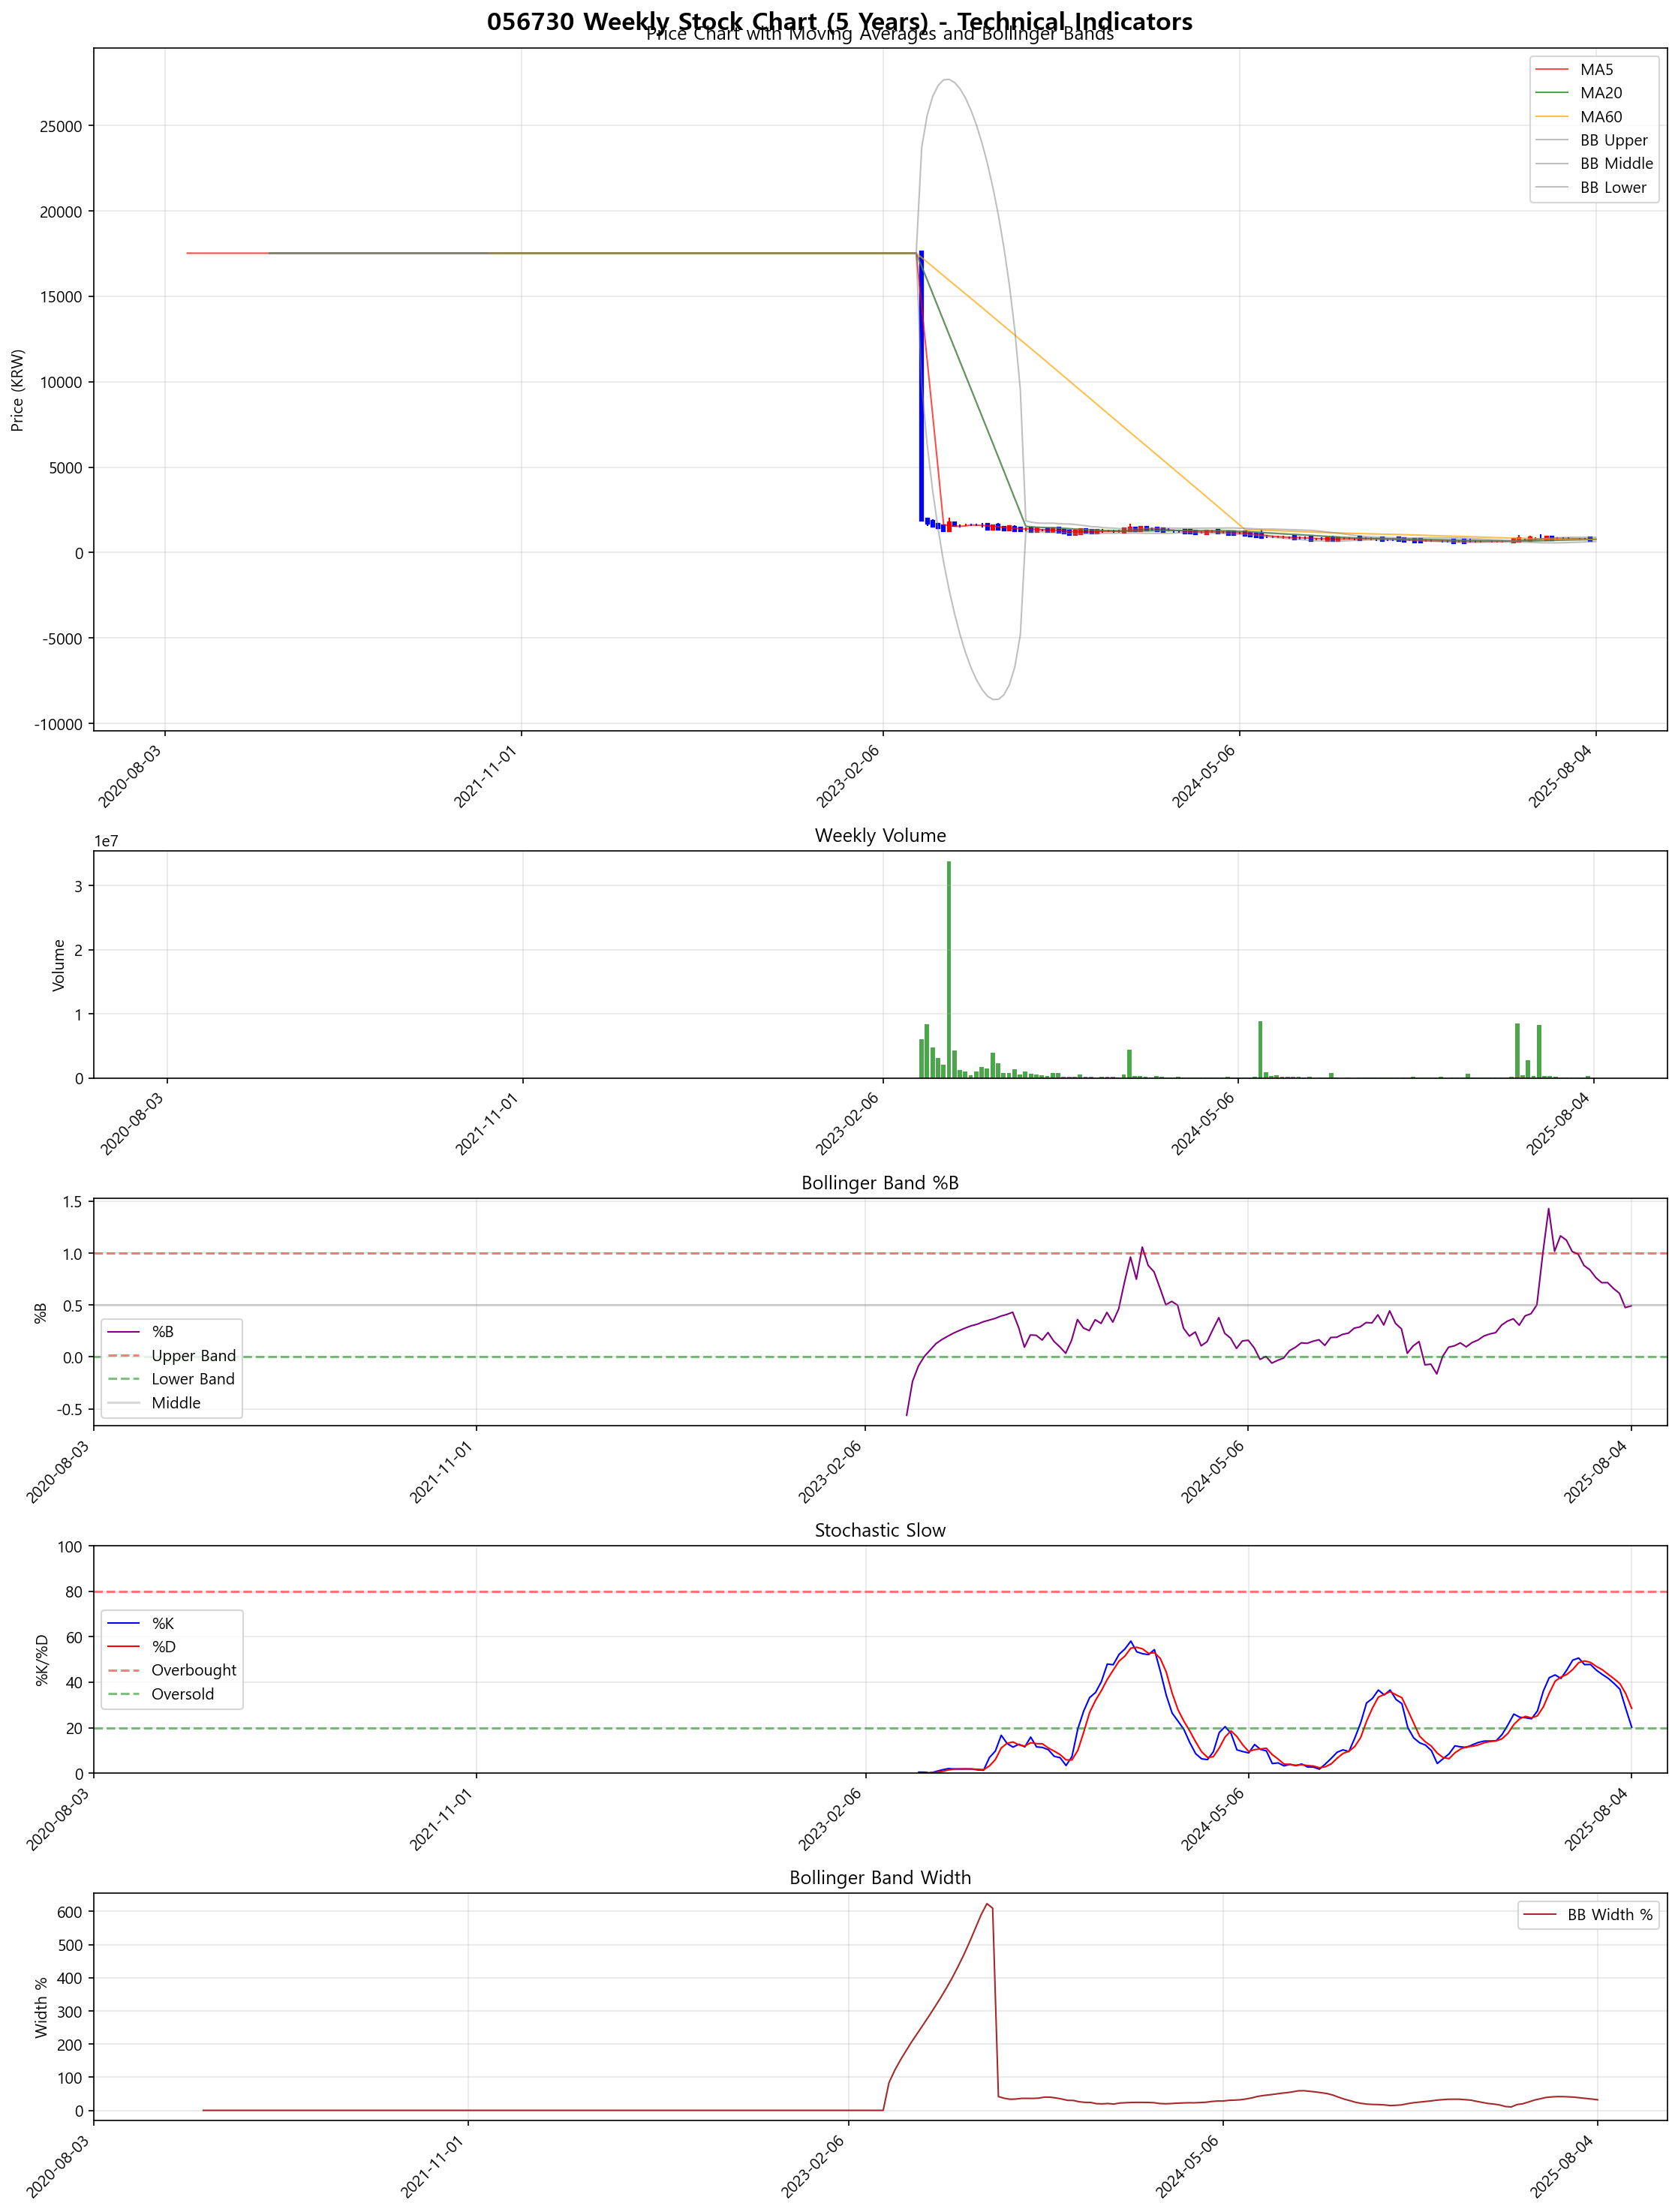 056730 Weekly Stock Chart (5 Years) - Technical Indicators
Price Chart with Moving Averages and Bollinger Bands
MA5
MA20
MA60
BB Upper
BB Middle
BB Lower
Price (KRW)
25000
20000
15000
10000
5000
0
-5000
-10000
2020-08-03
2021-11-01
2023-02-06
2024-05-06
2025-08-04
Weekly Volume
1e7
Volume
3
2
1
0
2020-08-03
2021-11-01
2023-02-06
2024-05-06
2025-08-04
Bollinger Band %B
%B
1.5
1.0
0.5
0.0
-0.5
%B
Upper Band
Lower Band
Middle
2020-08-03
2021-11-01
2023-02-06
2024-05-06
2025-08-04
Stochastic Slow
%K/%D
100
80
60
40
20
0
%K
%D
Overbought
Oversold
2020-08-03
2021-11-01
2023-02-06
2024-05-06
2025-08-04
Bollinger Band Width
Width %
600
500
400
300
200
100
0
BB Width %
2020-08-03
2021-11-01
2023-02-06
2024-05-06
2025-08-04